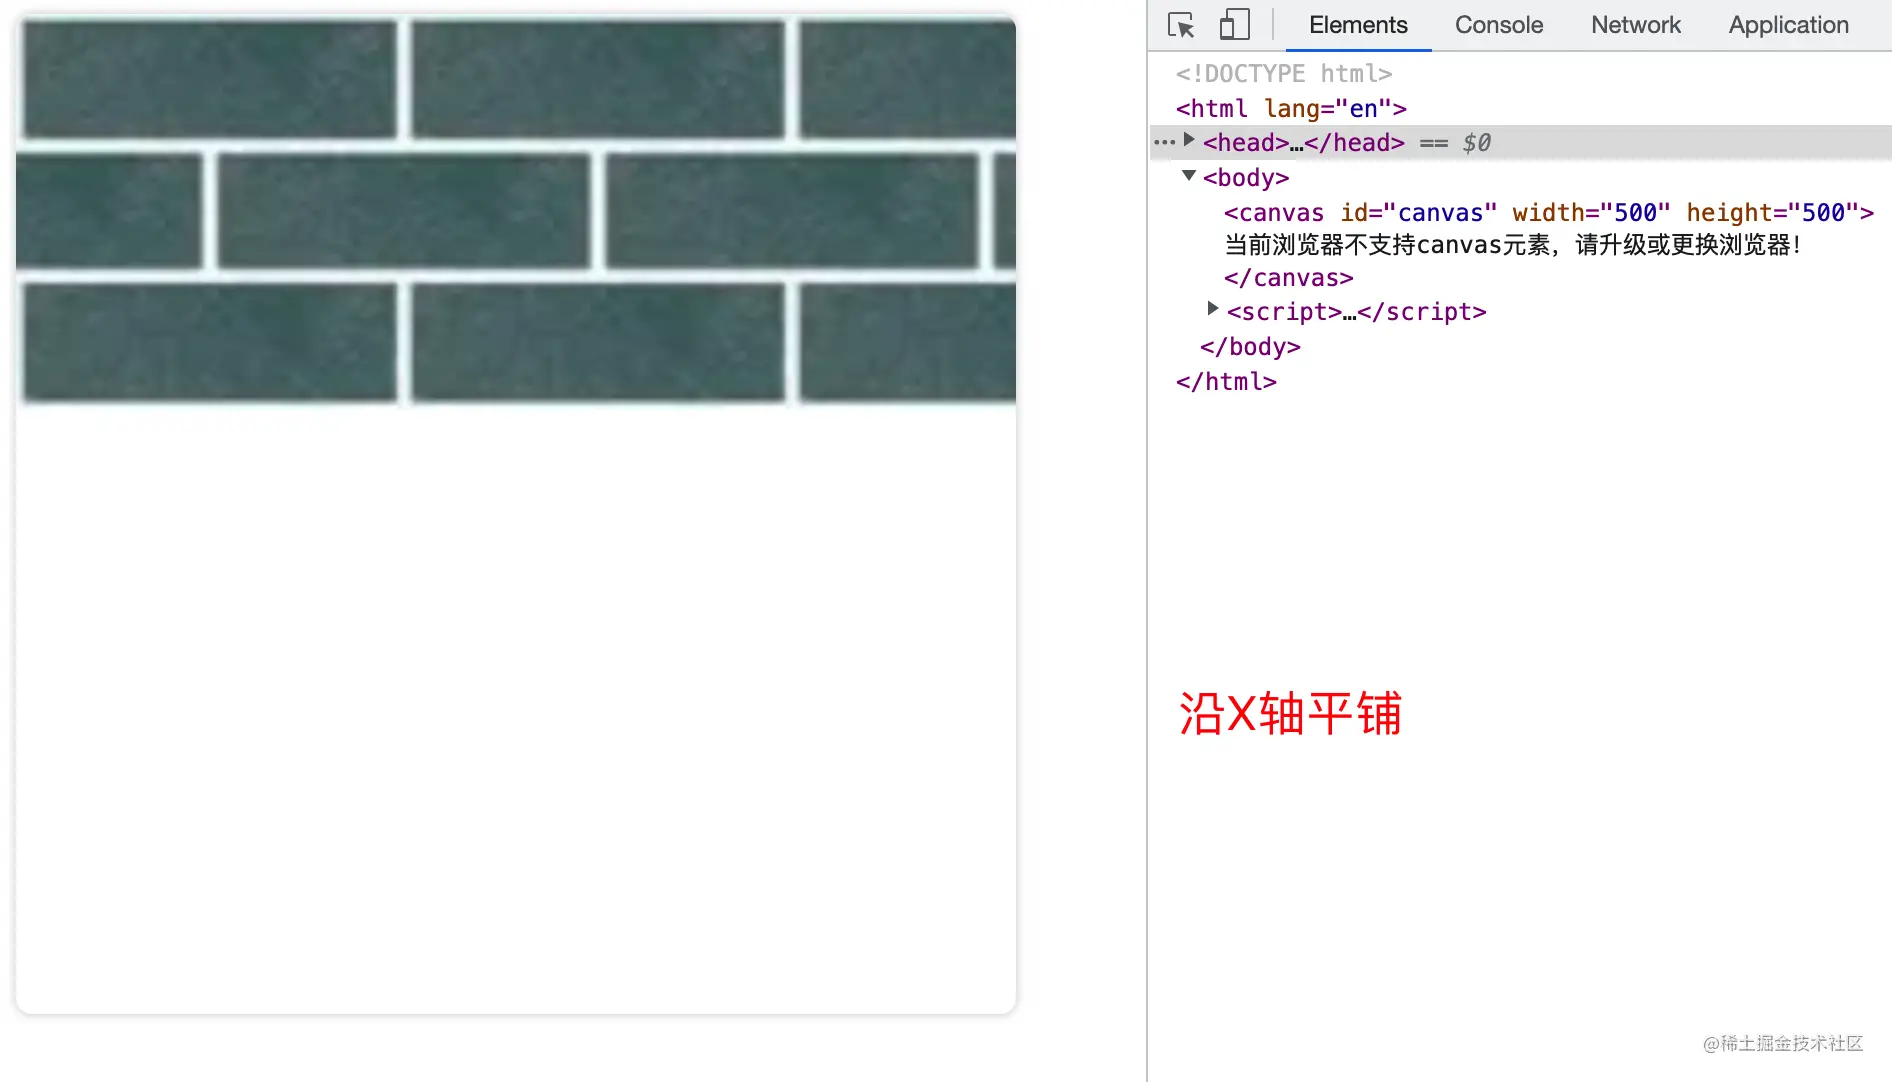 Elements Console Network Application
<!DOCTYPE html>
<html lang="en">
<head>…</head> == $0
<body>
<canvas id="canvas" width="500" height="500">
当前浏览器不支持canvas元素，请升级或更换浏览器！
</canvas>
<script>…</script>
</body>
</html>
沿X轴平铺
@稀土掘金技术社区